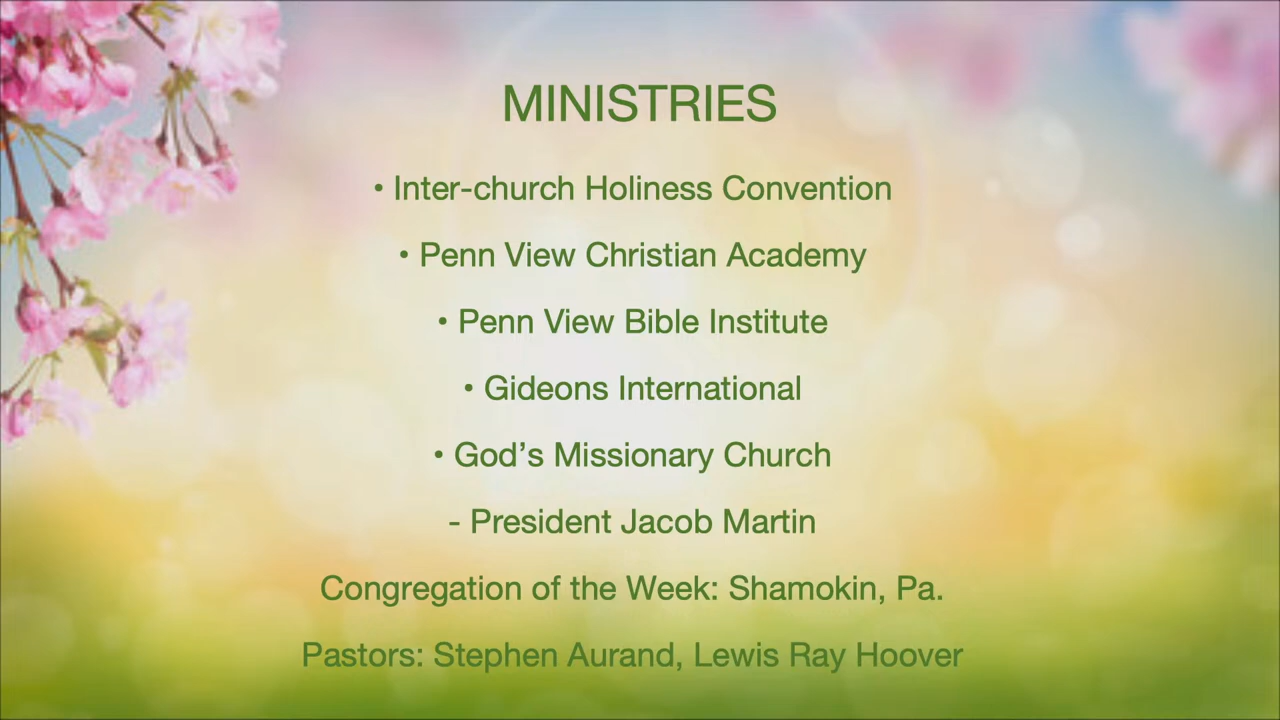 MINISTRIES
• Inter-church Holiness Convention
• Penn View Christian Academy
• Penn View Bible Institute
• Gideons International
• God’s Missionary Church
- President Jacob Martin
Congregation of the Week: Shamokin, Pa.
Pastors: Stephen Aurand, Lewis Ray Hoover